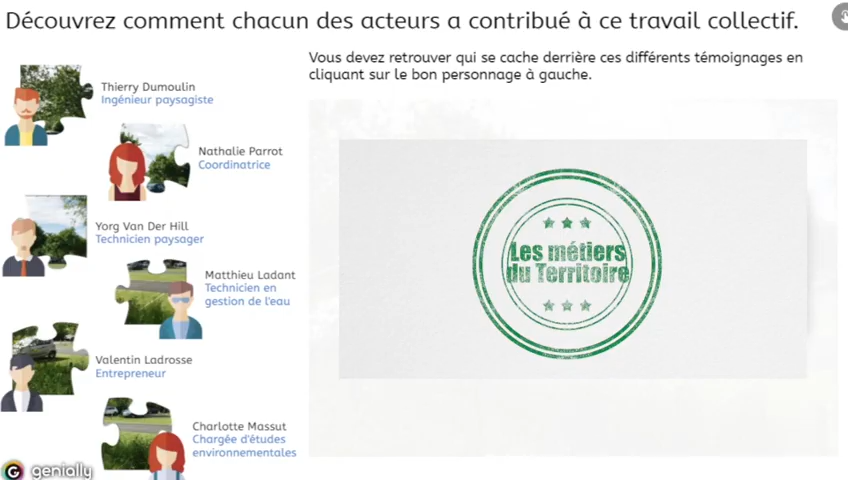 Découvrez comment chacun des acteurs a contribué à ce travail collectif.
Vous devez retrouver qui se cache derrière ces différents témoignages en
cliquant sur le bon personnage à gauche.
Thierry Dumoulin
Ingénieur paysagiste
Nathalie Parrot
Coordinatrice
Yorg Van Der Hill
Technicien paysager
Matthieu Ladant
Technicien en
gestion de l'eau
Valentin Ladrosse
Entrepreneur
Charlotte Massut
Chargée d'études
environnementales
Les métiers
du Territoire
genially